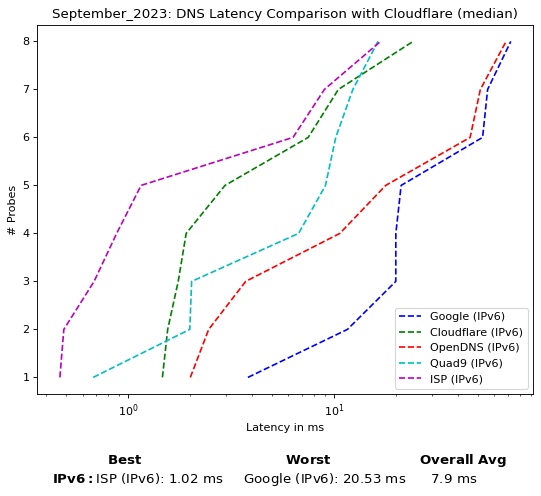 September_2023: DNS Latency Comparison with Cloudflare (median)
8
7
6
5
4
3
2
1
# Probes
10^0
10^1
Latency in ms
Google (IPv6)
Cloudflare (IPv6)
OpenDNS (IPv6)
Quad9 (IPv6)
ISP (IPv6)
Best Worst Overall Avg
IPv6: ISP (IPv6): 1.02 ms Google (IPv6): 20.53 ms 7.9 ms